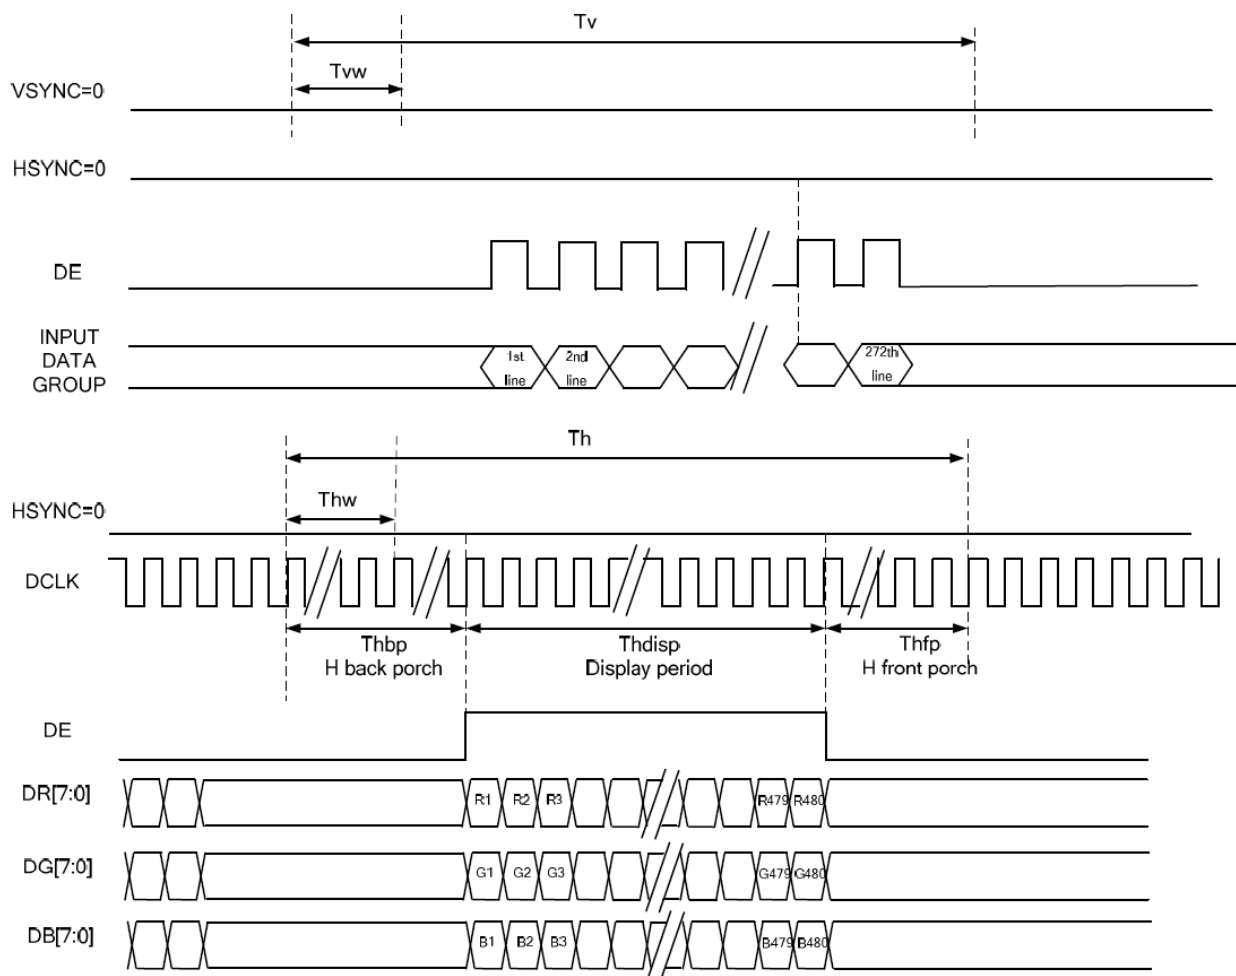 Tv
Tvw
VSYNC=0
HSYNC=0
DE
INPUT
DATA
GROUP
1st
line
2nd
line
272th
line
Th
Thw
HSYNC=0
DCLK
Thbp
H back porch
Thdisp
Display period
Thfp
H front porch
DE
DR[7:0]
R1 R2 R3 R479 R480
DG[7:0]
G1 G2 G3 G479 G480
DB[7:0]
B1 B2 B3 B479 B480